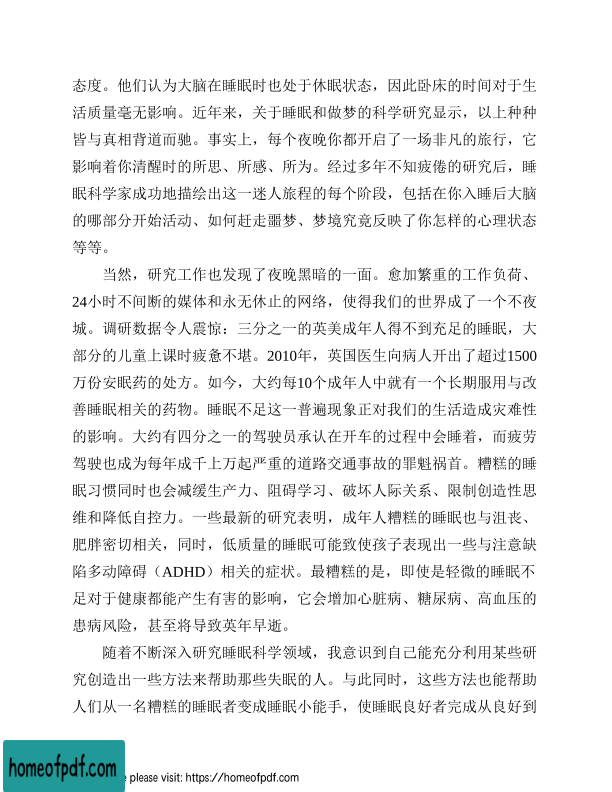 态度。他们认为大脑在睡眠时也处于休眠状态，因此卧床的时间对于生
活质量毫无影响。近年来，关于睡眠和做梦的科学研究显示，以上种种
皆与真相背道而驰。事实上，每个夜晚你都开启了一场非凡的旅行，它
影响着你清醒时的所思、所感、所为。经过多年不知疲倦的研究后，睡
眠科学家成功地描绘出这一迷人旅程的每个阶段，包括在你入睡后大脑
的哪部分开始活动、如何赶走噩梦、梦境究竟反映了你怎样的心理状态
等等。
当然，研究工作也发现了夜晚黑暗的一面。愈加繁重的工作负荷、
24小时不间断的媒体和永无休止的网络，使得我们的世界成了一个不夜
城。调研数据令人震惊：三分之一的英美成年人得不到充足的睡眠，大
部分的儿童上课时疲惫不堪。2010年，英国医生向病人开出了超过1500
万份安眠药的处方。如今，大约每10个成年人中就有一个长期服用与改
善睡眠相关的药物。睡眠不足这一普遍现象正对我们的生活造成灾难性
的影响。大约有四分之一的驾驶员承认在开车的过程中会睡着，而疲劳
驾驶也成为每年成千上万起严重的道路交通事故的罪魁祸首。糟糕的睡
眠习惯同时也会减缓生产力、阻碍学习、破坏人际关系、限制创造性思
维和降低自控力。一些最新的研究表明，成年人糟糕的睡眠也与沮丧、
肥胖密切相关，同时，低质量的睡眠可能致使孩子表现出一些与注意缺
陷多动障碍（ADHD）相关的症状。最糟糕的是，即使是轻微的睡眠不
足对于健康都能产生有害的影响，它会增加心脏病、糖尿病、高血压的
患病风险，甚至将导致英年早逝。
随着不断深入研究睡眠科学领域，我意识到自己能充分利用某些研
究创造出一些方法来帮助那些失眠的人。与此同时，这些方法也能帮助
人们从一名糟糕的睡眠者变成睡眠小能手，使睡眠良好者完成从良好到
homeofpdf.com
please visit: https://homeofpdf.com